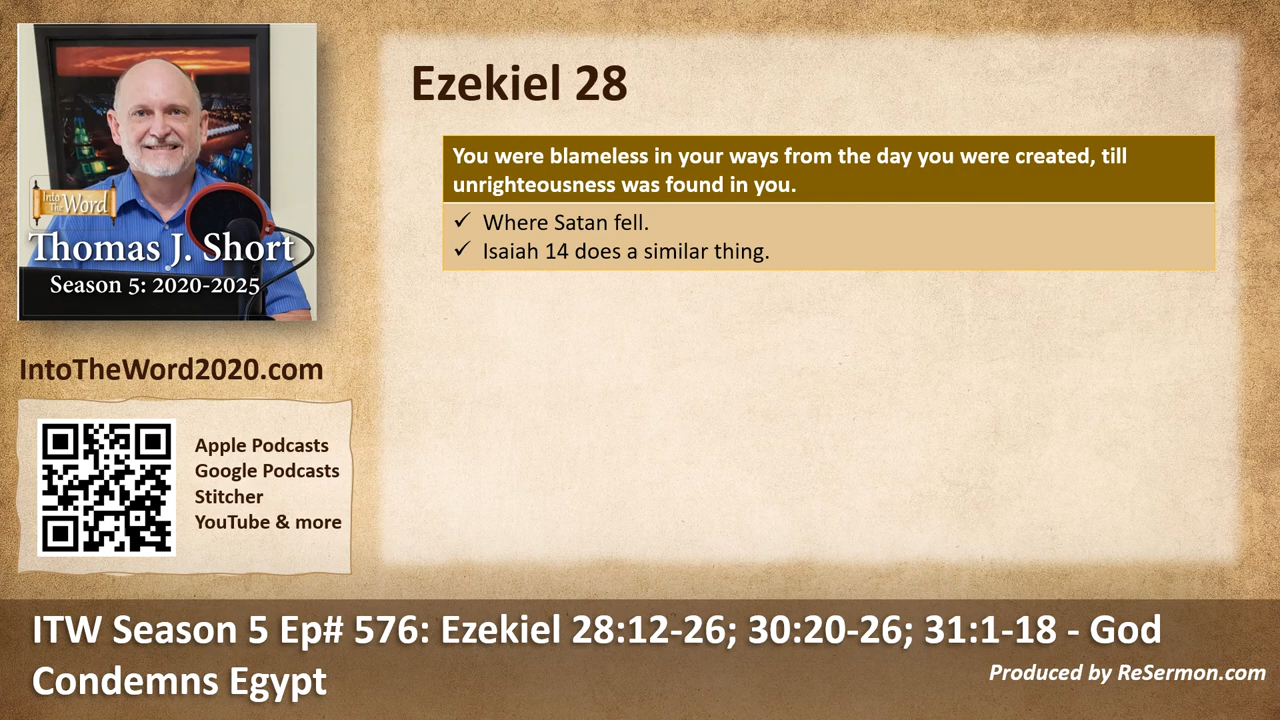 Into
The Word
Thomas J. Short
Season 5: 2020-2025
IntoTheWord2020.com
Apple Podcasts
Google Podcasts
Stitcher
YouTube & more
Ezekiel 28
You were blameless in your ways from the day you were created, till
unrighteousness was found in you.
✓ Where Satan fell.
✓ Isaiah 14 does a similar thing.
ITW Season 5 Ep# 576: Ezekiel 28:12-26; 30:20-26; 31:1-18 - God
Condemns Egypt
Produced by ReSermon.com